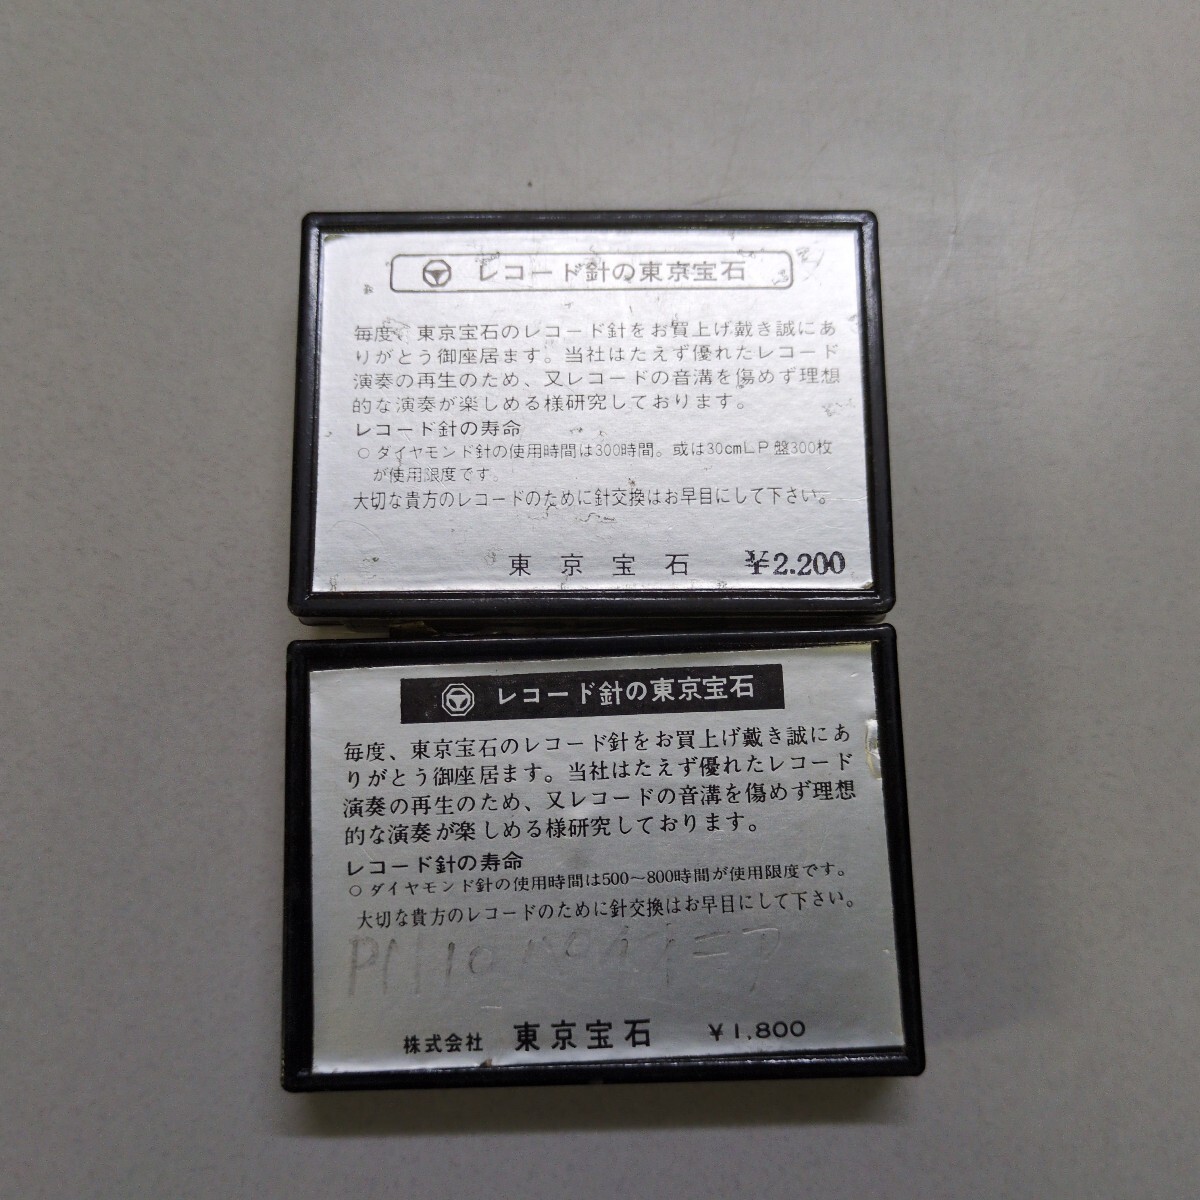 レコード針の東京宝石
毎度、東京宝石のレコード針をお買上げ戴き誠にあ
りがとう御座居ます。当社はたえず優れたレコード
演奏の再生のため、又レコードの音溝を傷めず理想
的な演奏が楽しめる様研究しております。
レコード針の寿命
○ダイヤモンド針の使用時間は300時間。或は30cmLP盤300枚
が使用限度です。
大切な貴方のレコードのために針交換はお早目にして下さい。
東京宝石 ¥2.200
レコード針の東京宝石
毎度、東京宝石のレコード針をお買上げ戴き誠にあ
りがとう御座居ます。当社はたえず優れたレコード
演奏の再生のため、又レコードの音溝を傷めず理想
的な演奏が楽しめる様研究しております。
レコード針の寿命
○ダイヤモンド針の使用時間は500〜800時間が使用限度です。
大切な貴方のレコードのために針交換はお早目にして下さい。
パイオニア
株式会社 東京宝石 ¥1,800